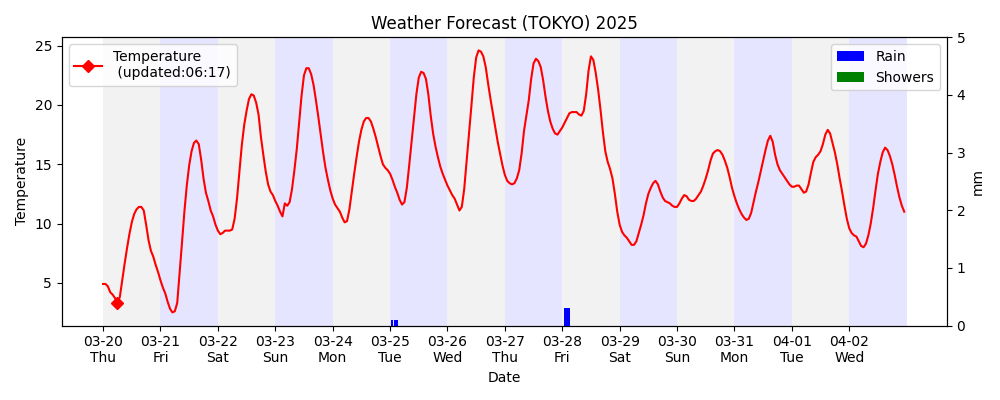 Weather Forecast (TOKYO) 2025
Temperature
(updated:06:17)
Rain
Showers
Temperature
25
20
15
10
5
mm
5
4
3
2
1
0
03-20 03-21 03-22 03-23 03-24 03-25 03-26 03-27 03-28 03-29 03-30 03-31 04-01 04-02
Thu Fri Sat Sun Mon Tue Wed Thu Fri Sat Sun Mon Tue Wed
Date